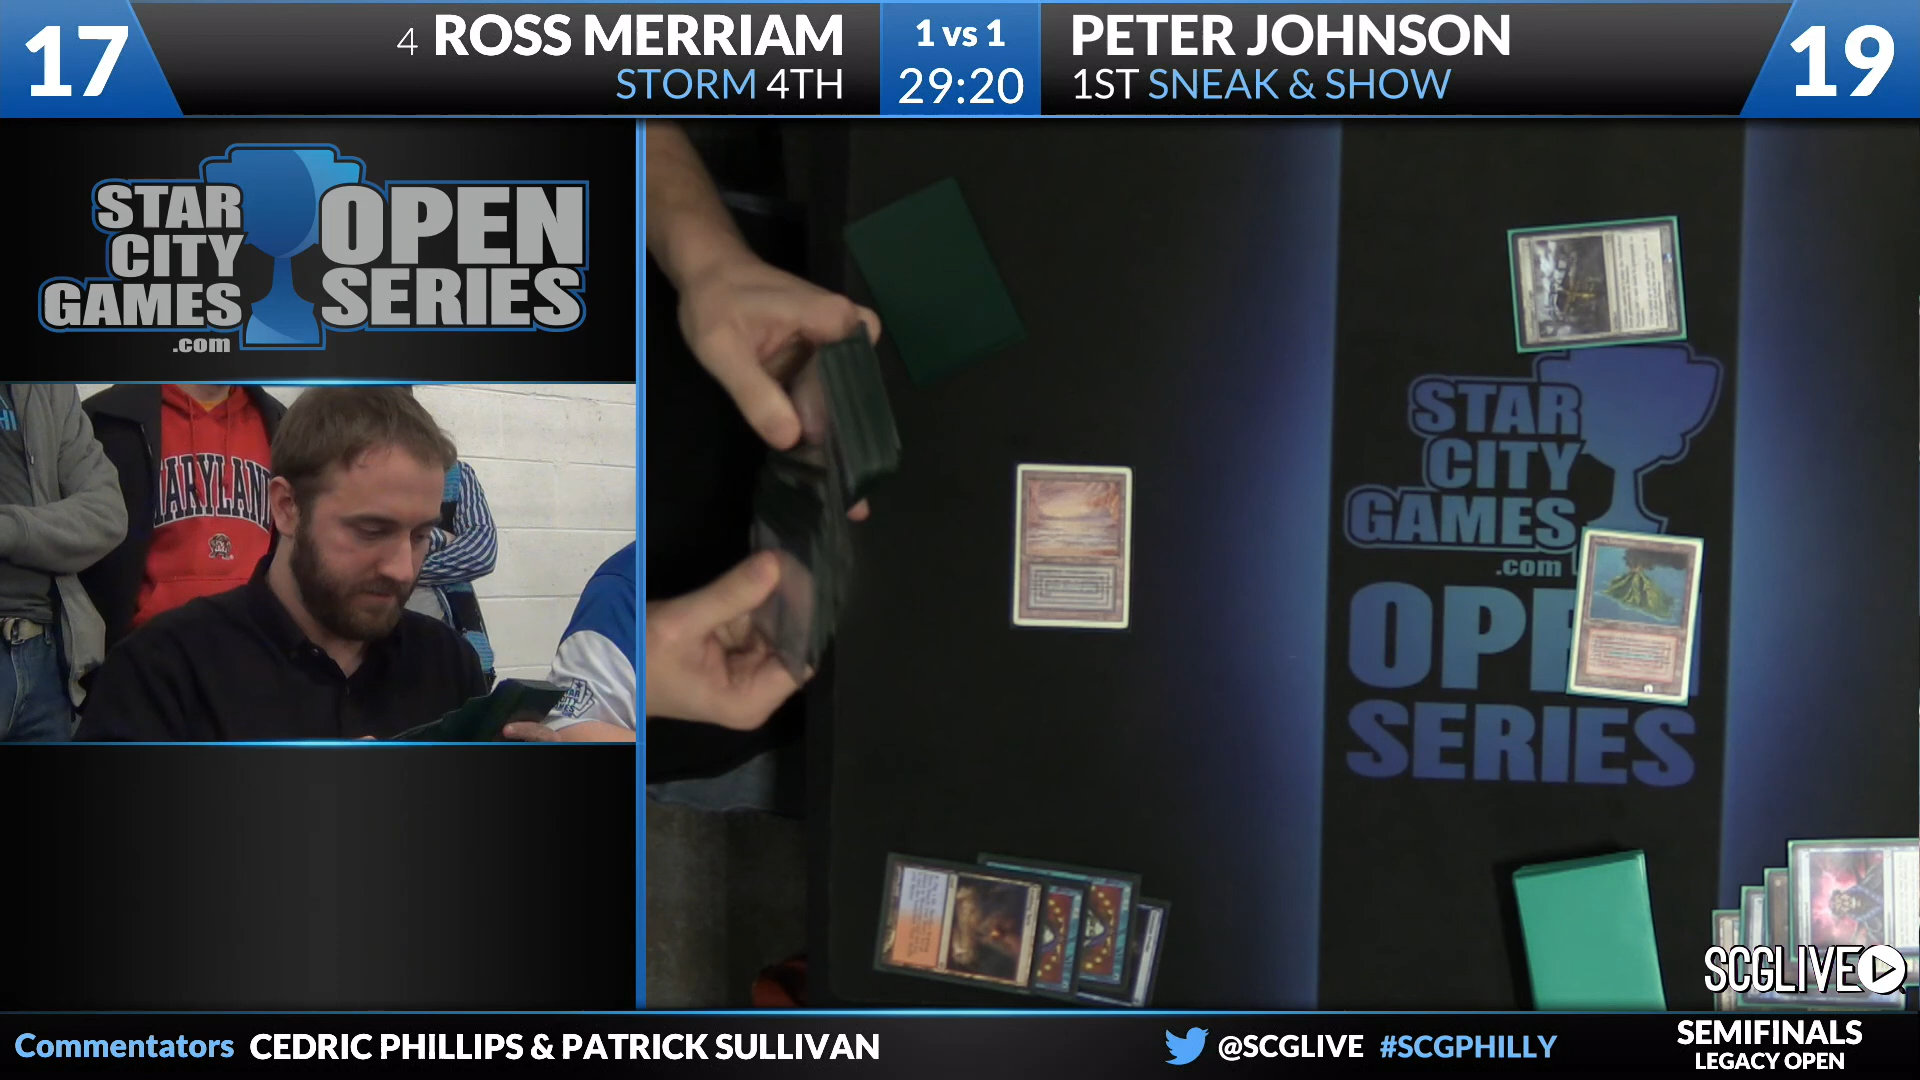 17
4 ROSS MERRIAM
STORM 4TH
1 vs 1
29:20
PETER JOHNSON
1ST SNEAK & SHOW
19
STAR
CITY
GAMES
.com
OPEN
SERIES
MARYLAND
STAR
CITY
GAMES
.com
OPE
SERIES
SCGLIVE
Commentators CEDRIC PHILLIPS & PATRICK SULLIVAN
@SCGLIVE #SCGPHILLY
SEMIFINALS
LEGACY OPEN